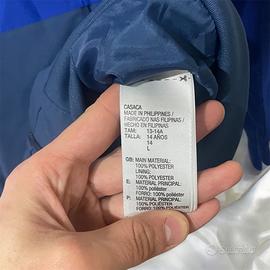 CASACA
MADE IN PHILIPPINES /
FABRICADO NAS FILIPINAS
/ HECHO EN FILIPINAS
TAM: 13-14A
TALLA: 14 AÑOS
14
L
GB: MAIN MATERIAL:
100% POLYESTER
LINING:
100% POLYESTER
E: MATERIAL PRINCIPAL:
100% poliéster
FORRO: 100% poliéster
P: MATERIAL PRINCIPAL:
100% POLIÉSTER
FORRO: 100% POLIÉSTER